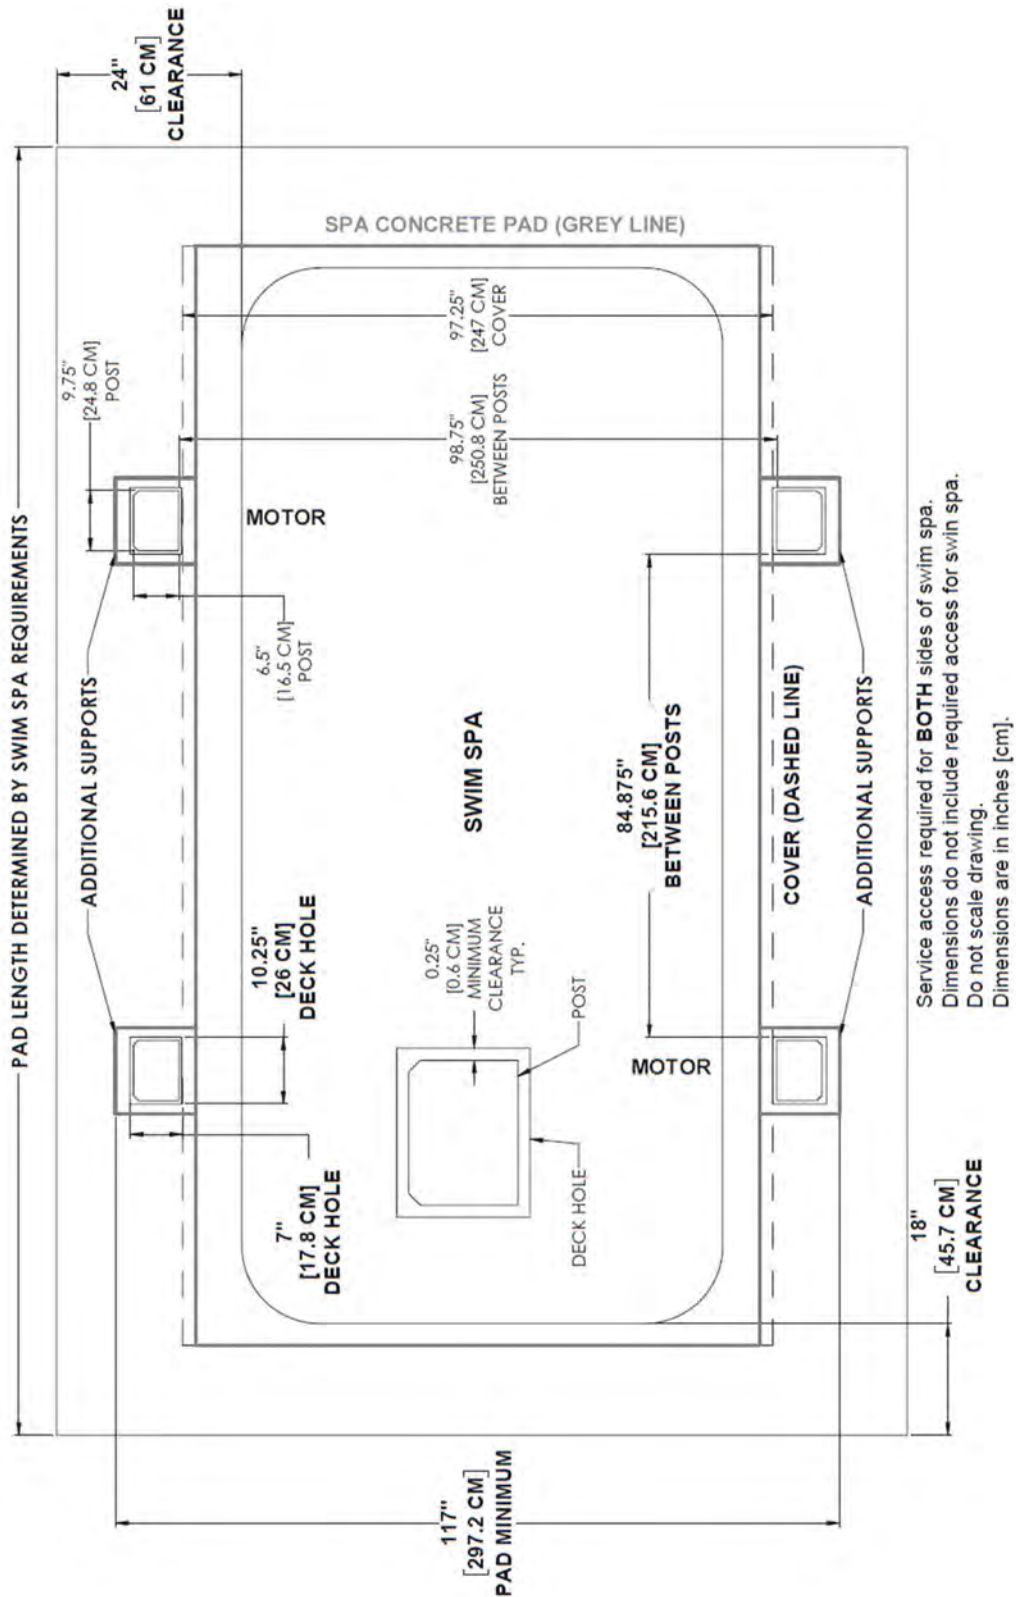 PAD LENGTH DETERMINED BY SWIM SPA REQUIREMENTS
24"
[61 CM]
CLEARANCE
9.75"
[24.8 CM]
POST
ADDITIONAL SUPPORTS
SPA CONCRETE PAD (GREY LINE)
MOTOR
6.5"
[16.5 CM]
POST
10.25"
[26 CM]
DECK HOLE
7"
[17.8 CM]
DECK HOLE
97.25"
[247 CM]
COVER
98.75"
[250.8 CM]
BETWEEN POSTS
SWIM SPA
0.25"
[0.6 CM]
MINIMUM
CLEARANCE
TYP.
POST
DECK HOLE
84.875"
[215.6 CM]
BETWEEN POSTS
MOTOR
COVER (DASHED LINE)
ADDITIONAL SUPPORTS
117"
[297.2 CM]
PAD MINIMUM
18"
[45.7 CM]
CLEARANCE
Service access required for BOTH sides of swim spa.
Dimensions do not include required access for swin spa.
Do not scale drawing.
Dimensions are in inches [cm].